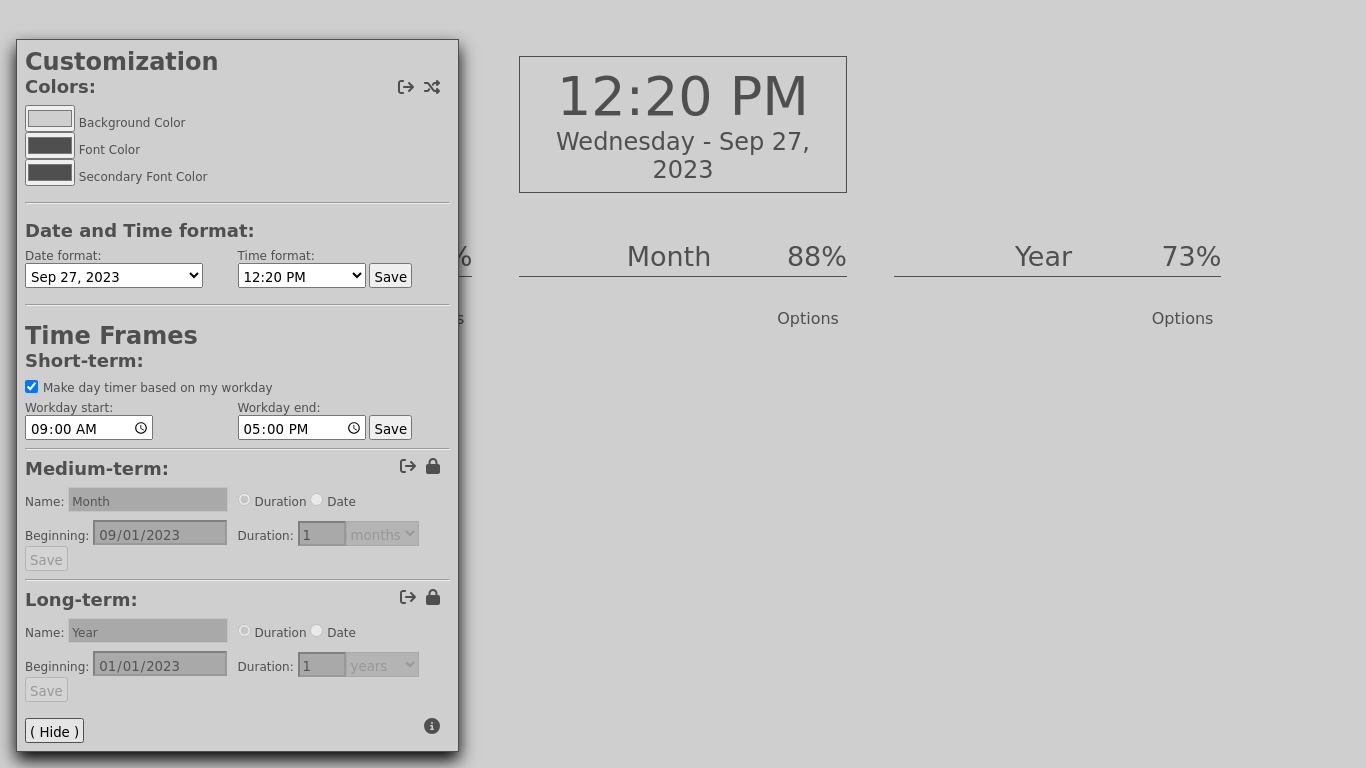 Customization
Colors:
Background Color
Font Color
Secondary Font Color
Date and Time format:
Date format:
Time format:
Sep 27, 2023
12:20 PM
Save
Time Frames
Short-term:
Make day timer based on my workday
Workday start:
Workday end:
09:00 AM
05:00 PM
Save
Medium-term:
Name: Month
Duration
Date
Beginning: 09/01/2023
Duration: 1 months
Save
Long-term:
Name: Year
Duration
Date
Beginning: 01/01/2023
Duration: 1 years
Save
( Hide )
12:20 PM
Wednesday - Sep 27,
2023
%
Month 88%
Year 73%
s
Options
Options